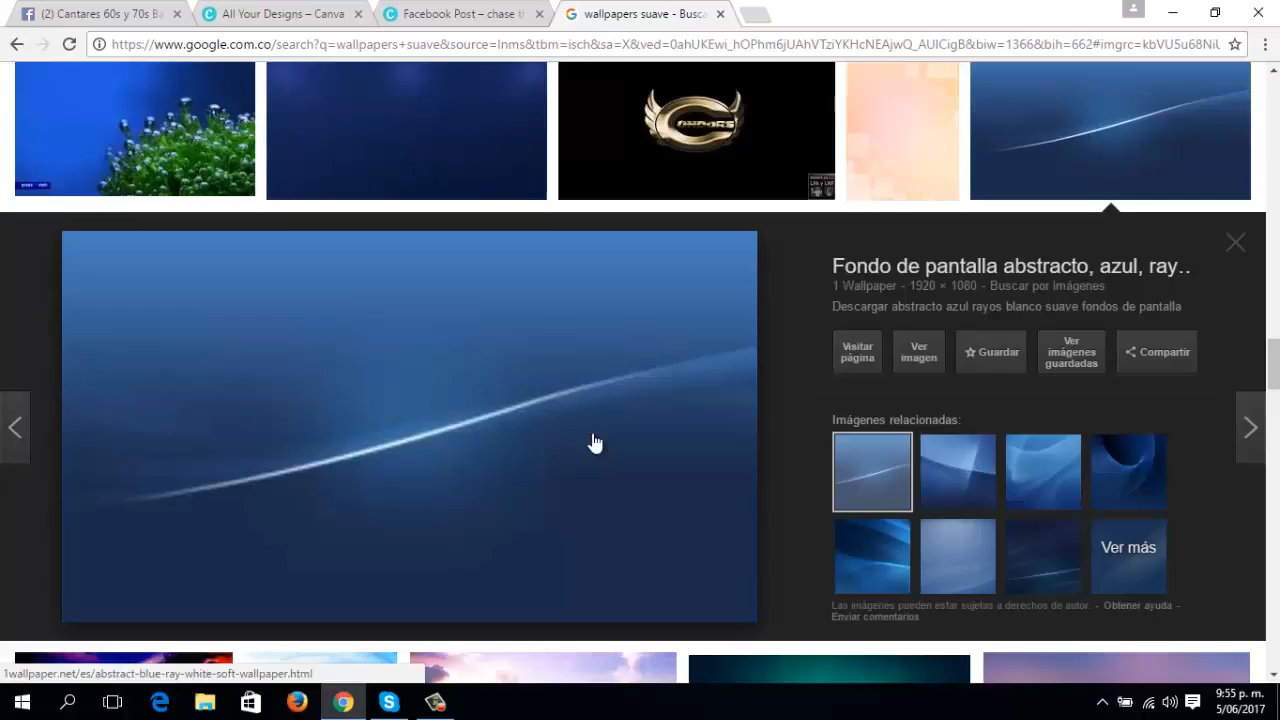 (2) Cantares 60s y 70s Ba
All Your Designs – Canva
Facebook Post – chase ti
wallpapers suave - Busca
https://www.google.com.co/search?q=wallpapers+suave&source=lnms&tbm=isch&sa=X&ved=0ahUKEwi_hOPhm6jUAhVTziYKHcNEAjwQ_AUICigB&biw=1366&bih=662#imgrc=kbVU5u68NiU
CONDORS
Fondo de pantalla abstracto, azul, ray..
1 Wallpaper - 1920 × 1080 - Buscar por imágenes
Descargar abstracto azul rayos blanco suave fondos de pantalla
Visitar página
Ver imagen
Guardar
Ver imágenes guardadas
Compartir
Imágenes relacionadas:
Ver más
Las imágenes pueden estar sujetas a derechos de autor. - Obtener ayuda -
Enviar comentarios
1wallpaper.net/es/abstract-blue-ray-white-soft-wallpaper.html
9:55 p. m.
5/06/2017